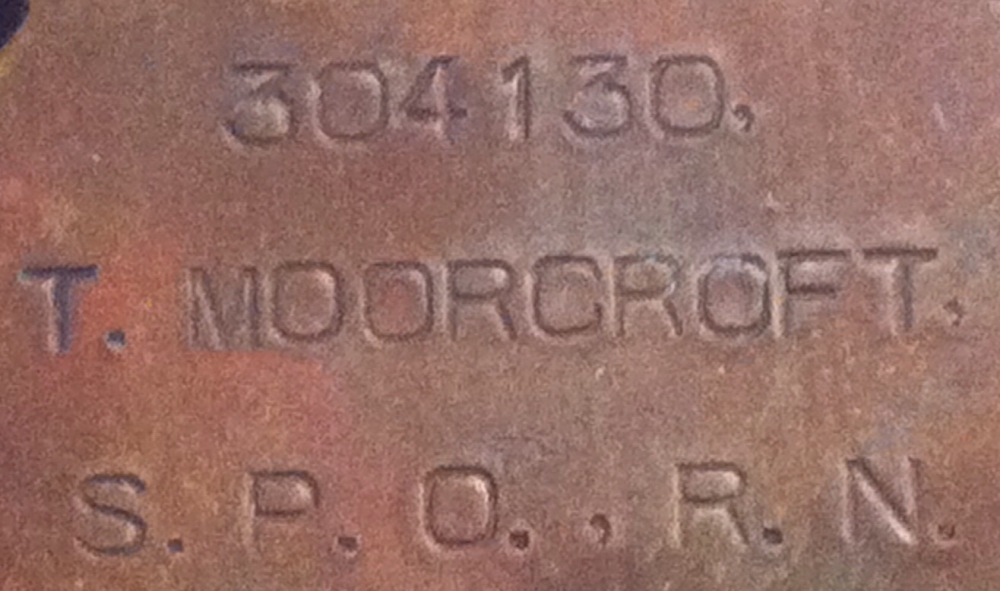 304130,
T. MOORCROFT.
S. P. O., R. N.